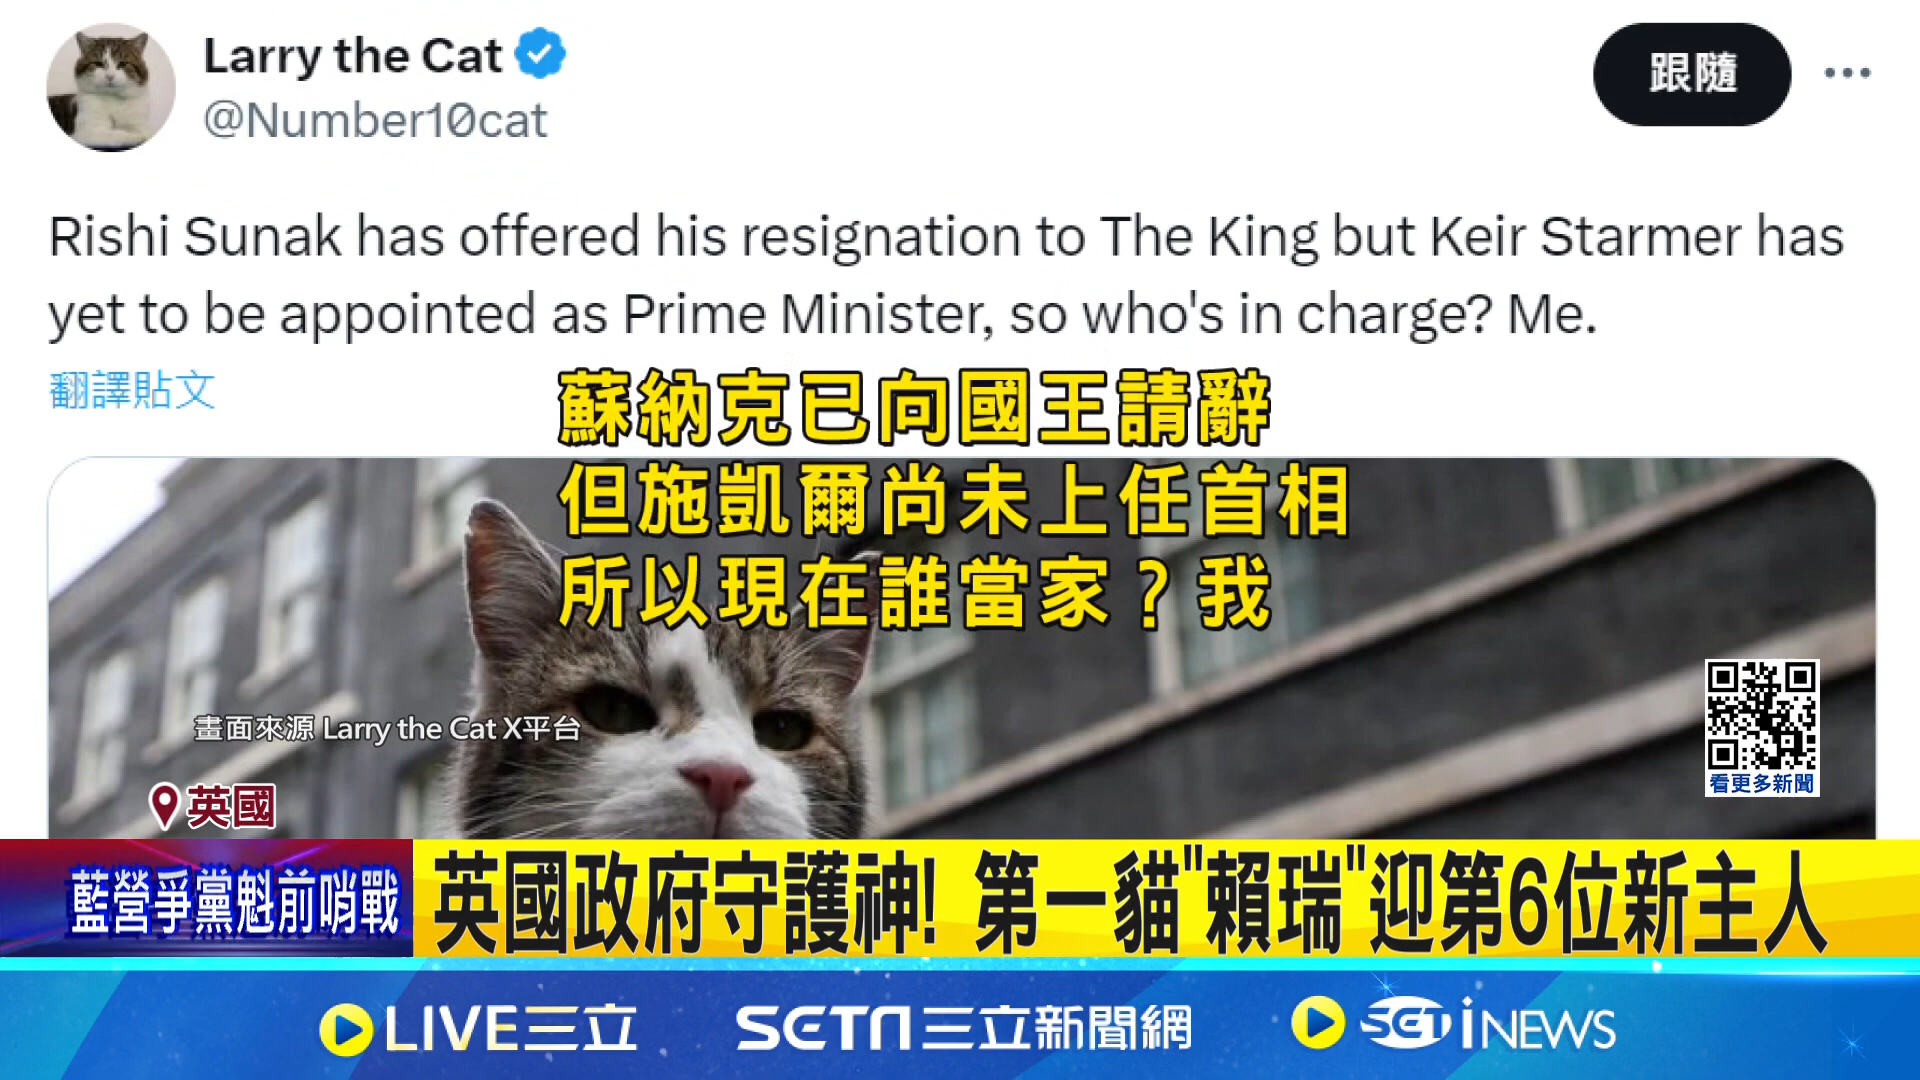 Larry the Cat
@Number10cat
跟隨
Rishi Sunak has offered his resignation to The King but Keir Starmer has
yet to be appointed as Prime Minister, so who's in charge? Me.
翻譯貼文
蘇納克已向國王請辭
但施凱爾尚未上任首相
所以現在誰當家？我
畫面來源 Larry the Cat X平台
英國
看更多新聞
藍營爭黨魁前哨戰
英國政府守護神! 第一貓"賴瑞"迎第6位新主人
LIVE三立
SETN三立新聞網
SET iNEWS